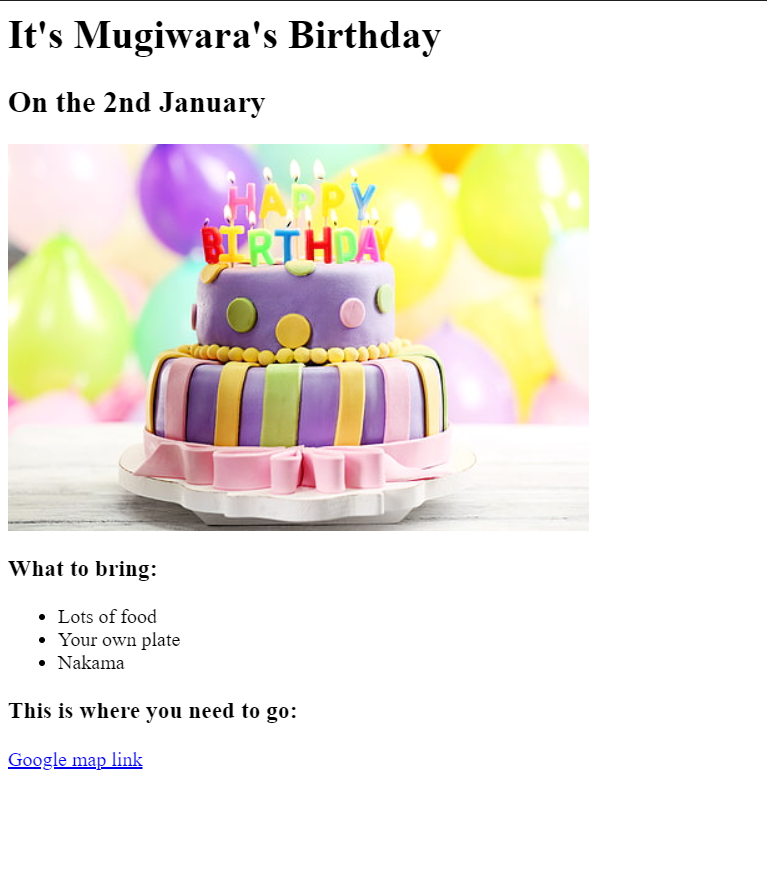 It's Mugiwara's Birthday
On the 2nd January
HAPPY
BIRTHDAY
What to bring:
Lots of food
Your own plate
Nakama
This is where you need to go:
Google map link